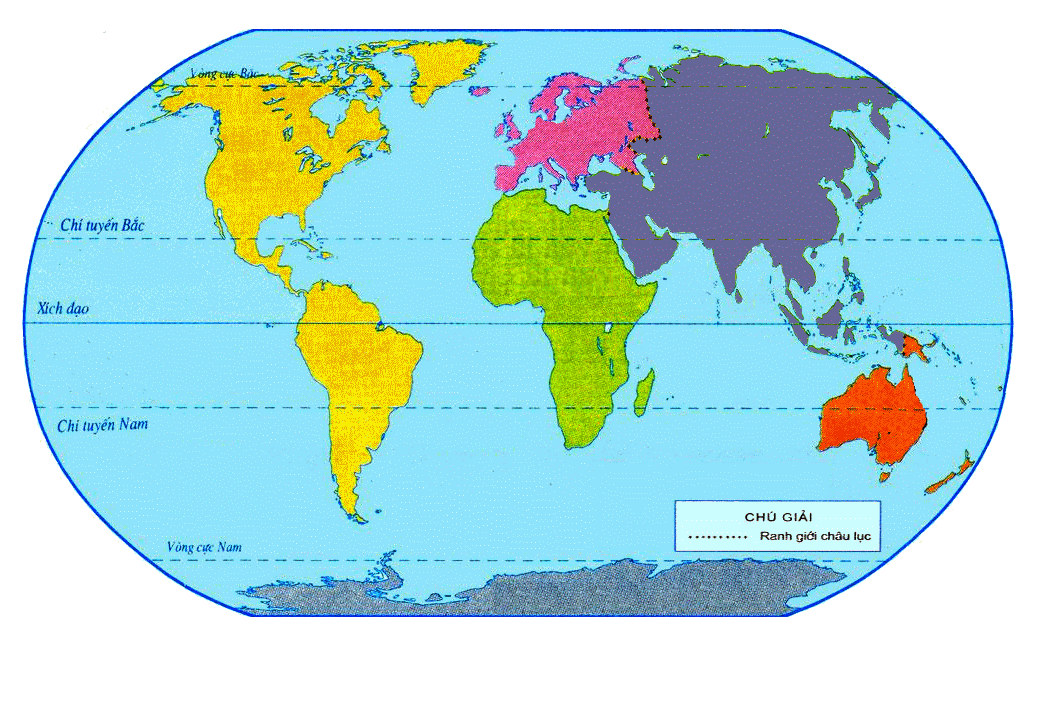 Vòng cực Bắc
Chí tuyến Bắc
Xích đạo
Chí tuyến Nam
CHÚ GIẢI
Ranh giới châu lục
Vòng cực Nam